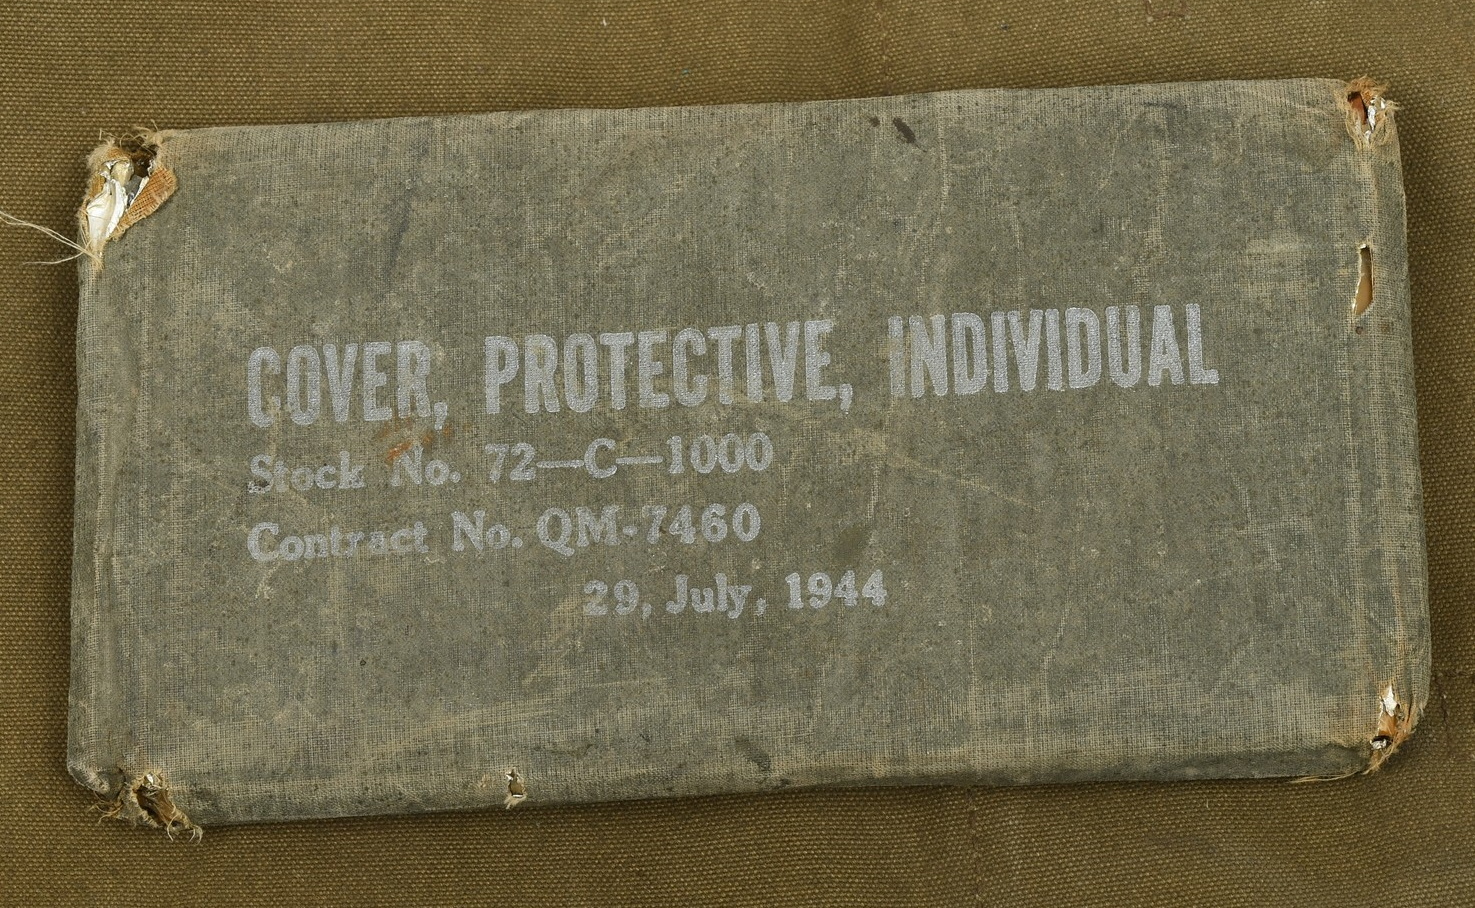 COVER, PROTECTIVE, INDIVIDUAL
Stock No. 72—C—1000
Contract No. QM-7460
29, July, 1944